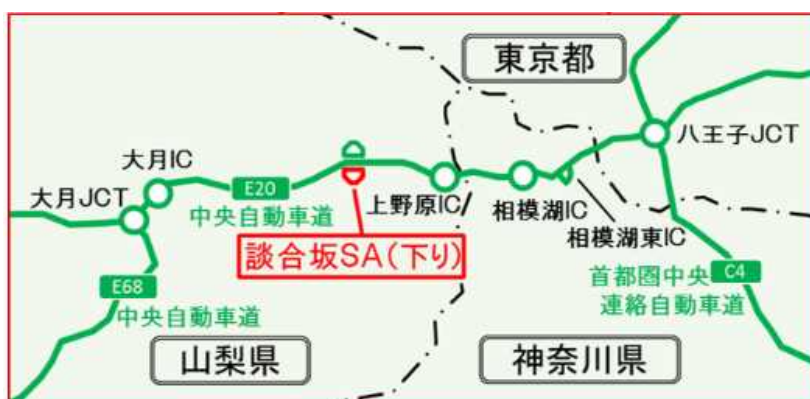 東京都
八王子JCT
大月IC
大月JCT
E20
中央自動車道
上野原IC
相模湖IC
相模湖東IC
談合坂SA(下り)
首都圏中央
連絡自動車道
C4
E68
中央自動車道
山梨県
神奈川県